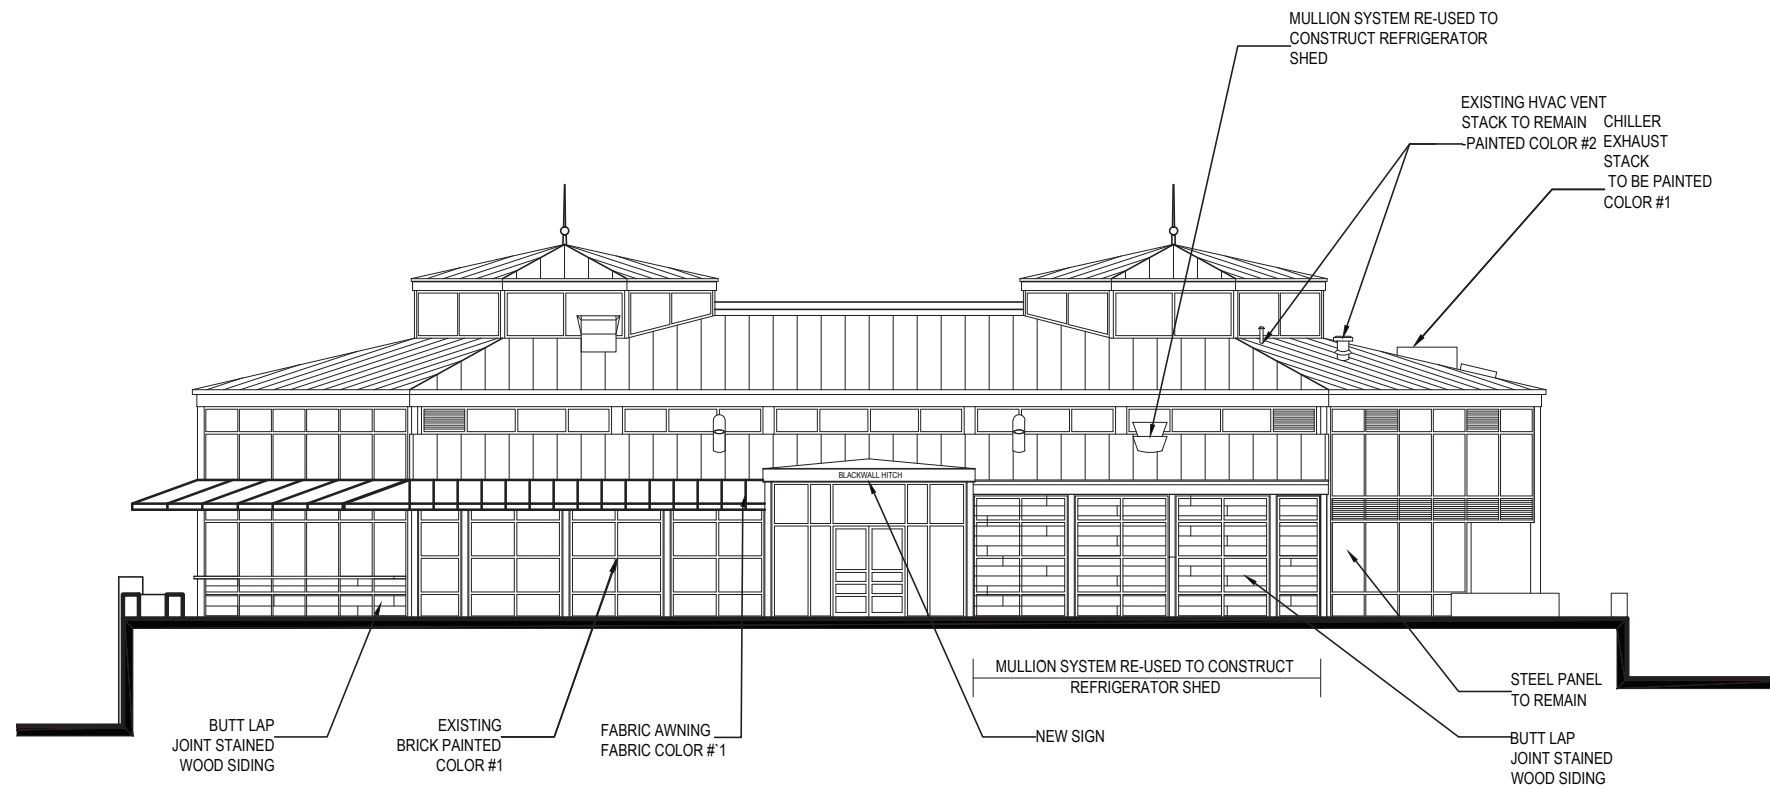 MULLION SYSTEM RE-USED TO
CONSTRUCT REFRIGERATOR
SHED
EXISTING HVAC VENT
STACK TO REMAIN
-PAINTED COLOR #2
CHILLER
EXHAUST
STACK
TO BE PAINTED
COLOR #1
BLACKWALL HITCH
MULLION SYSTEM RE-USED TO CONSTRUCT
REFRIGERATOR SHED
BUTT LAP
JOINT STAINED
WOOD SIDING
EXISTING
BRICK PAINTED
COLOR #1
FABRIC AWNING
FABRIC COLOR #`1
NEW SIGN
STEEL PANEL
TO REMAIN
BUTT LAP
JOINT STAINED
WOOD SIDING